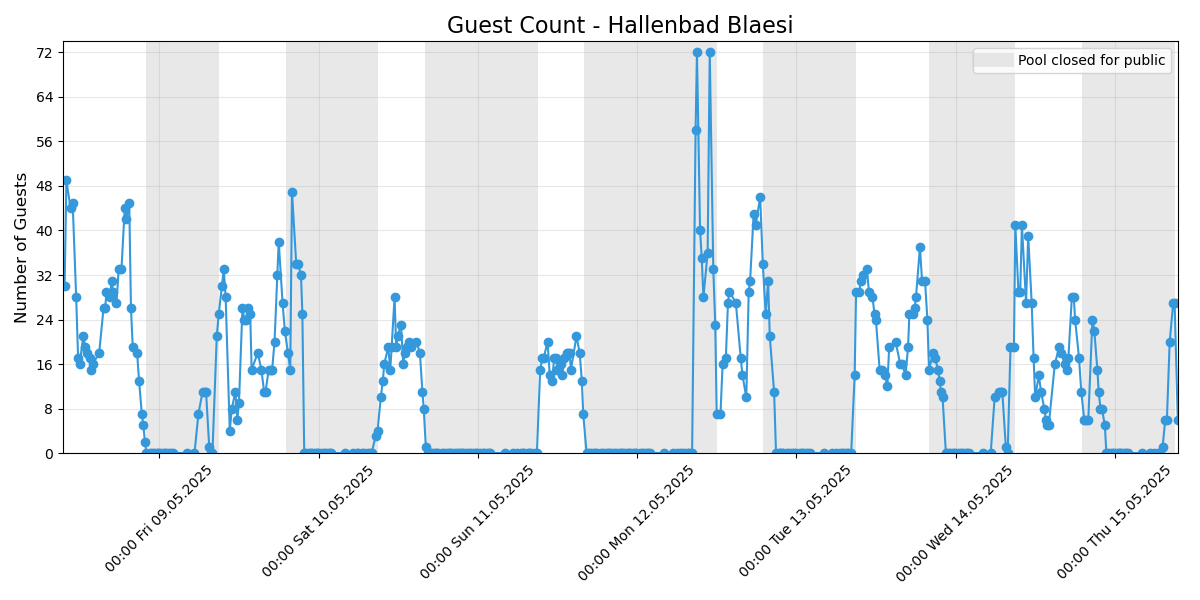 Guest Count - Hallenbad Blaesi
Pool closed for public
Number of Guests
72
64
56
48
40
32
24
16
8
0
00:00 Fri 09.05.2025
00:00 Sat 10.05.2025
00:00 Sun 11.05.2025
00:00 Mon 12.05.2025
00:00 Tue 13.05.2025
00:00 Wed 14.05.2025
00:00 Thu 15.05.2025